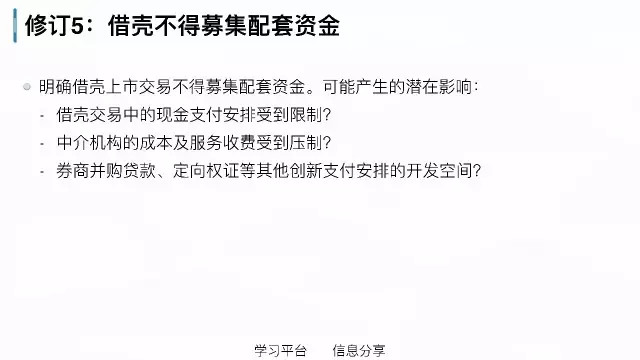 修订5：借壳不得募集配套资金
明确借壳上市交易不得募集配套资金。可能产生的潜在影响：
- 借壳交易中的现金支付安排受到限制？
- 中介机构的成本及服务收费受到压制？
- 券商并购贷款、定向权证等其他创新支付安排的开发空间？
学习平台 信息分享